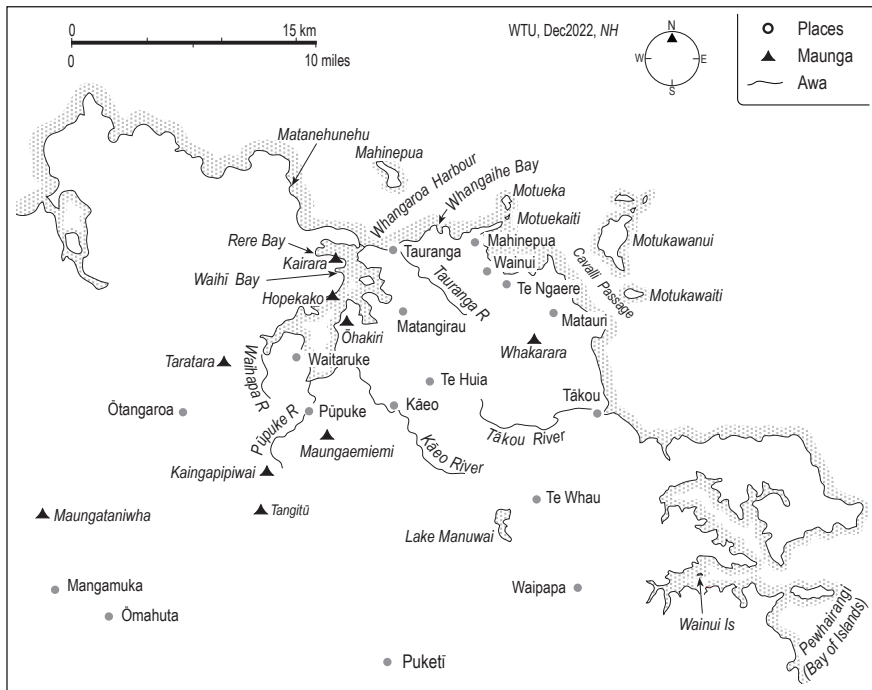 0 15 km
0 10 miles
WTU, Dec2022, NH
N
W E
S
Places
Maunga
Awa
Matanehunehu
Mahinepua
Whangaroa Harbour
Whangaihe Bay
Motueka
Motuekaiti
Rere Bay
Kairara
Tauranga
Mahinepua
Motukawanui
Waihī Bay
Wainui
Cavalli Passage
Hopekako
Tauranga R
Te Ngaere
Motukawaiti
Matangirau
Matauri
Ōhakiri
Whakarara
Taratara
Waihapa R
Waitaruke
Te Huia
Ōtangaroa
Pūpuke R
Pūpuke
Kāeo
Tākou
Tākou River
Maungaemiemi
Kāeo River
Kaingapipiwai
Te Whau
Maungataniwha
Tangitū
Lake Manuwai
Mangamuka
Waipapa
Ōmahuta
Wainui Is
Pewhairangi
(Bay of Islands)
Puketī